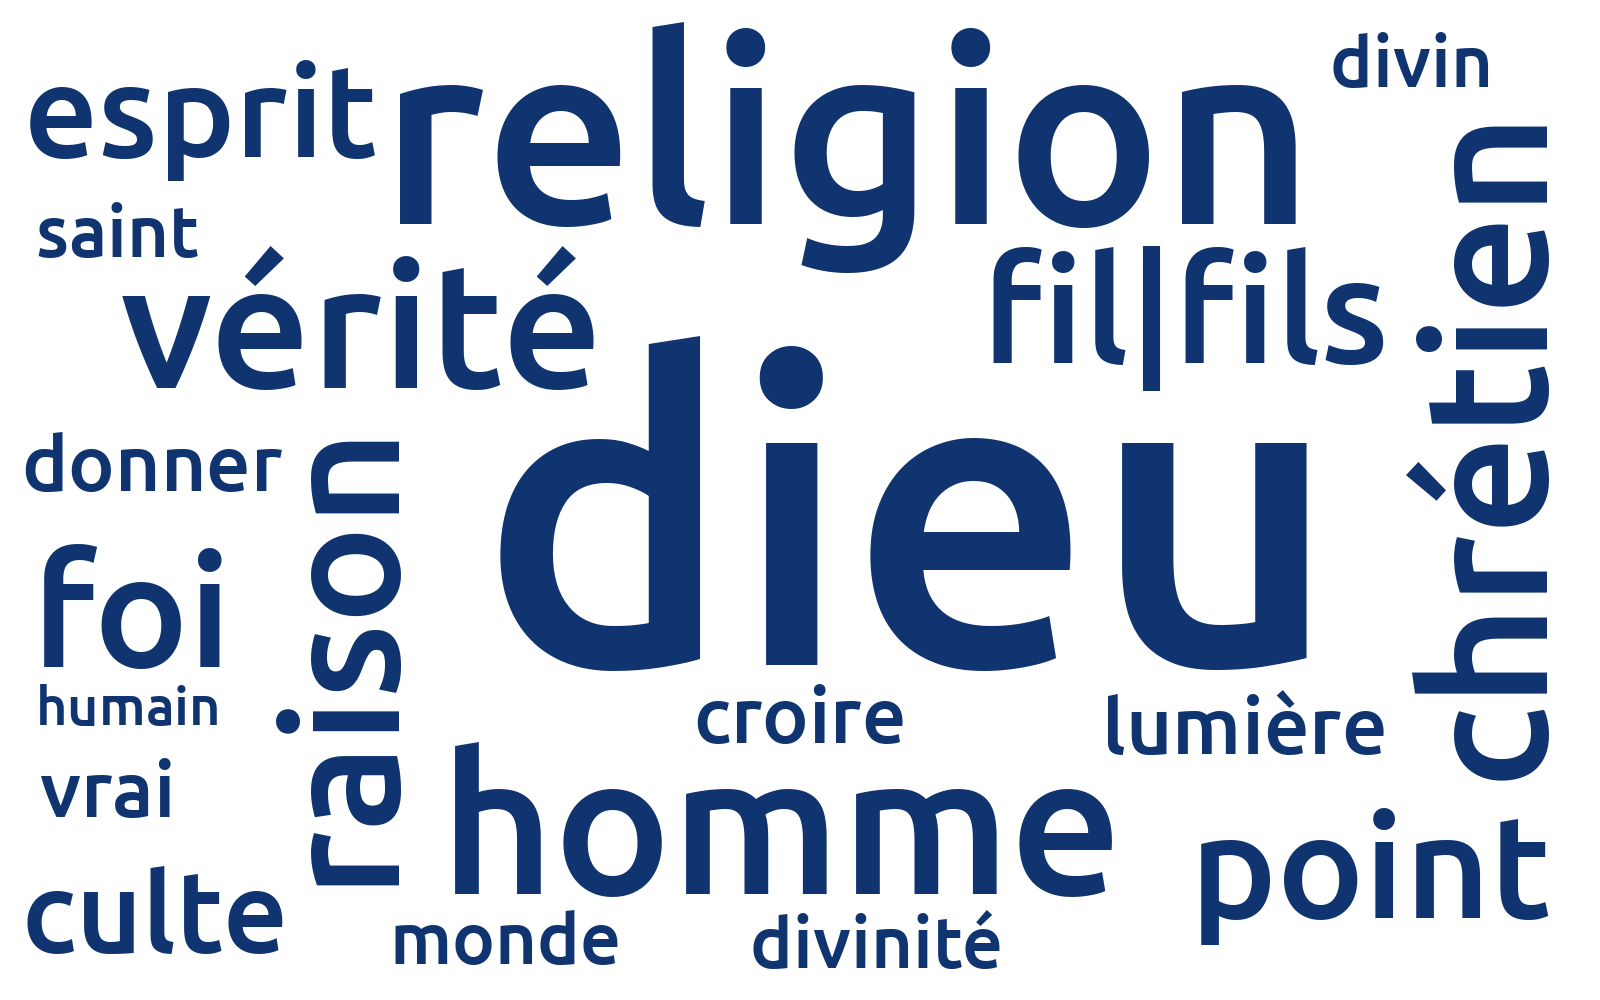 divin
esprit
religion
saint
vérité
fil|fils
chrétien
dieu
donner
raison
foi
humain
croire
lumière
vrai
homme
point
culte
monde
divinité